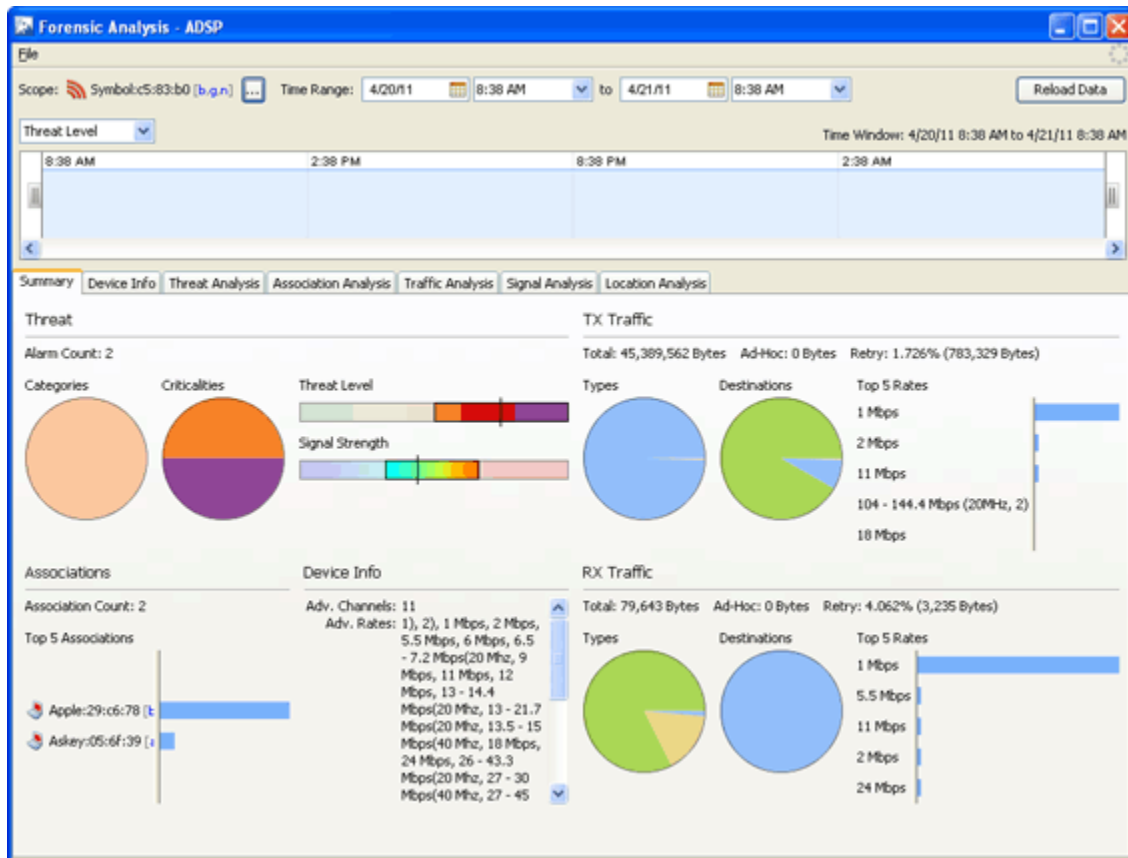 Forensic Analysis - ADSP
File
Scope: Symbol:c5:83:b0 [b,g,n] ... Time Range: 4/20/11 8:38 AM to 4/21/11 8:38 AM Reload Data
Threat Level Time Window: 4/20/11 8:38 AM to 4/21/11 8:38 AM
8:38 AM 2:38 PM 8:38 PM 2:38 AM
Summary Device Info Threat Analysis Association Analysis Traffic Analysis Signal Analysis Location Analysis
Threat
Alarm Count: 2
Categories Criticalities Threat Level
Signal Strength
TX Traffic
Total: 45,389,562 Bytes Ad-Hoc: 0 Bytes Retry: 1.726% (783,329 Bytes)
Types Destinations Top 5 Rates
1 Mbps
2 Mbps
11 Mbps
104 - 144.4 Mbps (20MHz, 2)
18 Mbps
Associations
Association Count: 2
Top 5 Associations
Apple:29:c6:78 [b
Askey:05:6f:39 [a
Device Info
Adv. Channels: 11
Adv. Rates: 1), 2), 1 Mbps, 2 Mbps,
5.5 Mbps, 6 Mbps, 6.5
- 7.2 Mbps(20 Mhz, 9
Mbps, 11 Mbps, 12
Mbps, 13 - 14.4
Mbps(20 Mhz, 13 - 21.7
Mbps(20 Mhz, 13.5 - 15
Mbps(40 Mhz, 18 Mbps,
24 Mbps, 26 - 43.3
Mbps(20 Mhz, 27 - 30
Mbps(40 Mhz, 27 - 45
RX Traffic
Total: 79,643 Bytes Ad-Hoc: 0 Bytes Retry: 4.062% (3,235 Bytes)
Types Destinations Top 5 Rates
1 Mbps
5.5 Mbps
11 Mbps
2 Mbps
24 Mbps